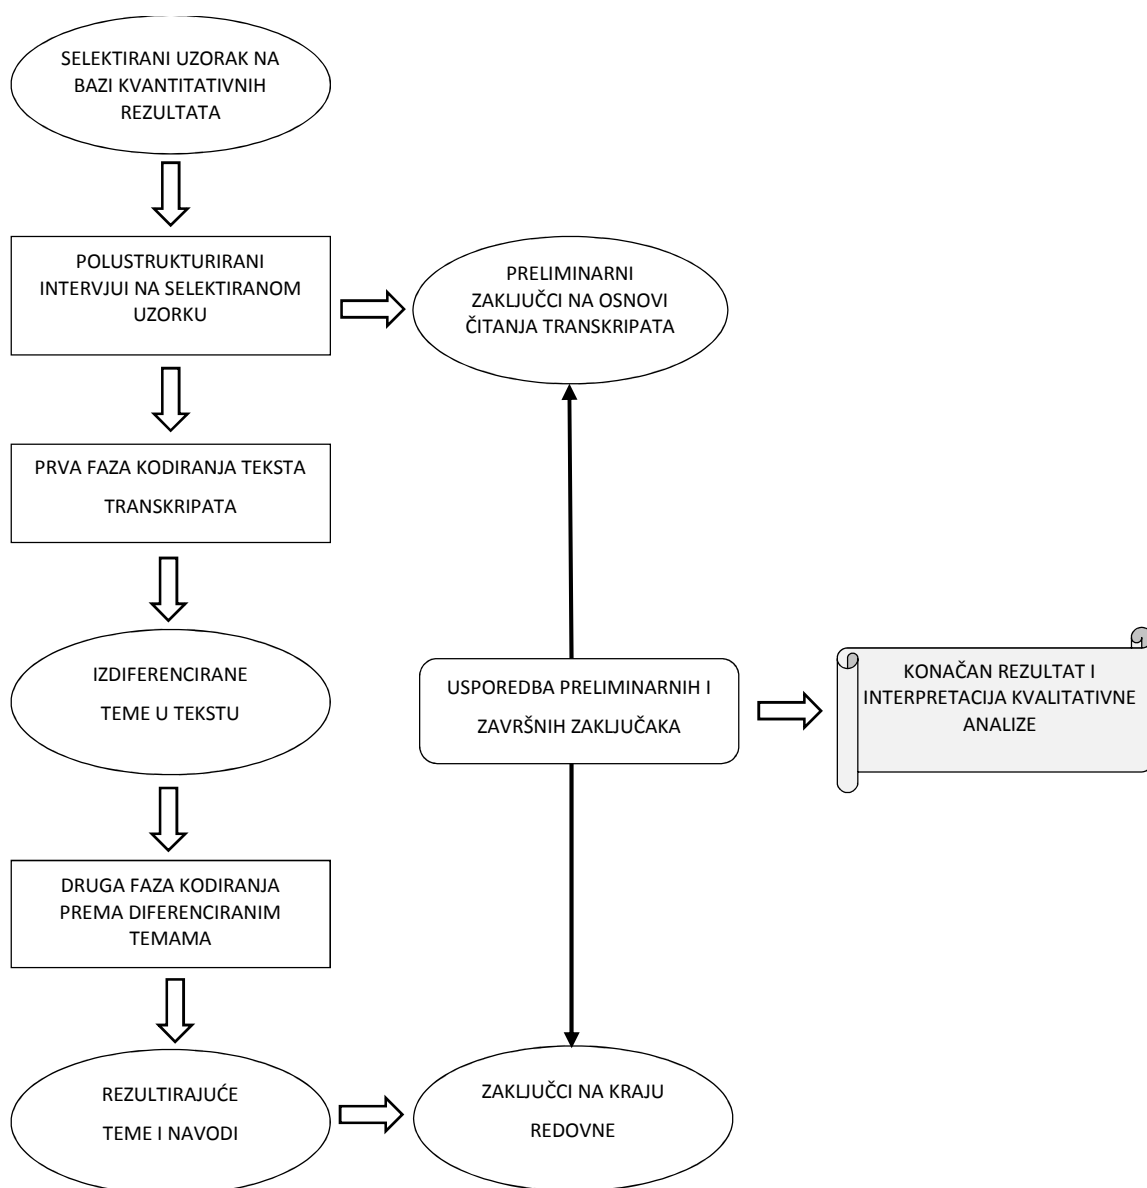 SELEKTIRANI UZORAK NA
BAZI KVANTITATIVNIH
REZULTATA
POLUSTRUKTURIRANI
INTERVJUI NA SELEKTIRANOM
UZORKU
PRELIMINARNI
ZAKLJUČCI NA OSNOVI
ČITANJA TRANSKRIPATA
PRVA FAZA KODIRANJA TEKSTA
TRANSKRIPATA
IZDIFERENCIRANE
TEME U TEKSTU
USPOREDBA PRELIMINARNIH I
ZAVRŠNIH ZAKLJUČAKA
KONAČAN REZULTAT I
INTERPRETACIJA KVALITATIVNE
ANALIZE
DRUGA FAZA KODIRANJA
PREMA DIFERENCIRANIM
TEMAMA
REZULTIRAJUĆE
TEME I NAVODI
ZAKLJUČCI NA KRAJU
REDOVNE